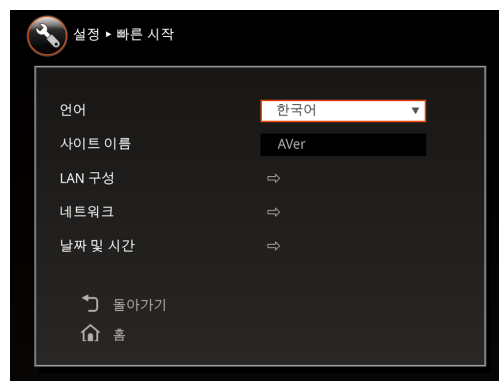 설정 ▸ 빠른 시작
언어 한국어 ▼
사이트 이름 AVer
LAN 구성 ⇨
네트워크 ⇨
날짜 및 시간 ⇨
돌아가기
홈